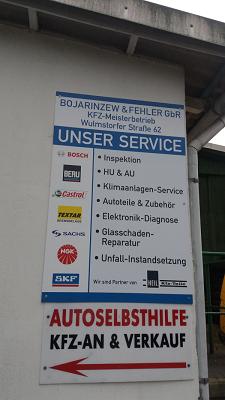 BOJARINZEW & FEHLER GbR
KFZ-Meisterbetrieb
Wulmstorfer Straße 62
UNSER SERVICE
BOSCH
• Inspektion
BERU
• HU & AU
• Klimaanlagen-Service
Castrol
• Autoteile & Zubehör
TEXTAR
• Elektronik-Diagnose
SACHS
• Glasschaden-
Reparatur
NGK
• Unfall-Instandsetzung
SKF
Wir sind Partner von
HEIL
AUTOSELBSTHILFE
KFZ-AN & VERKAUF